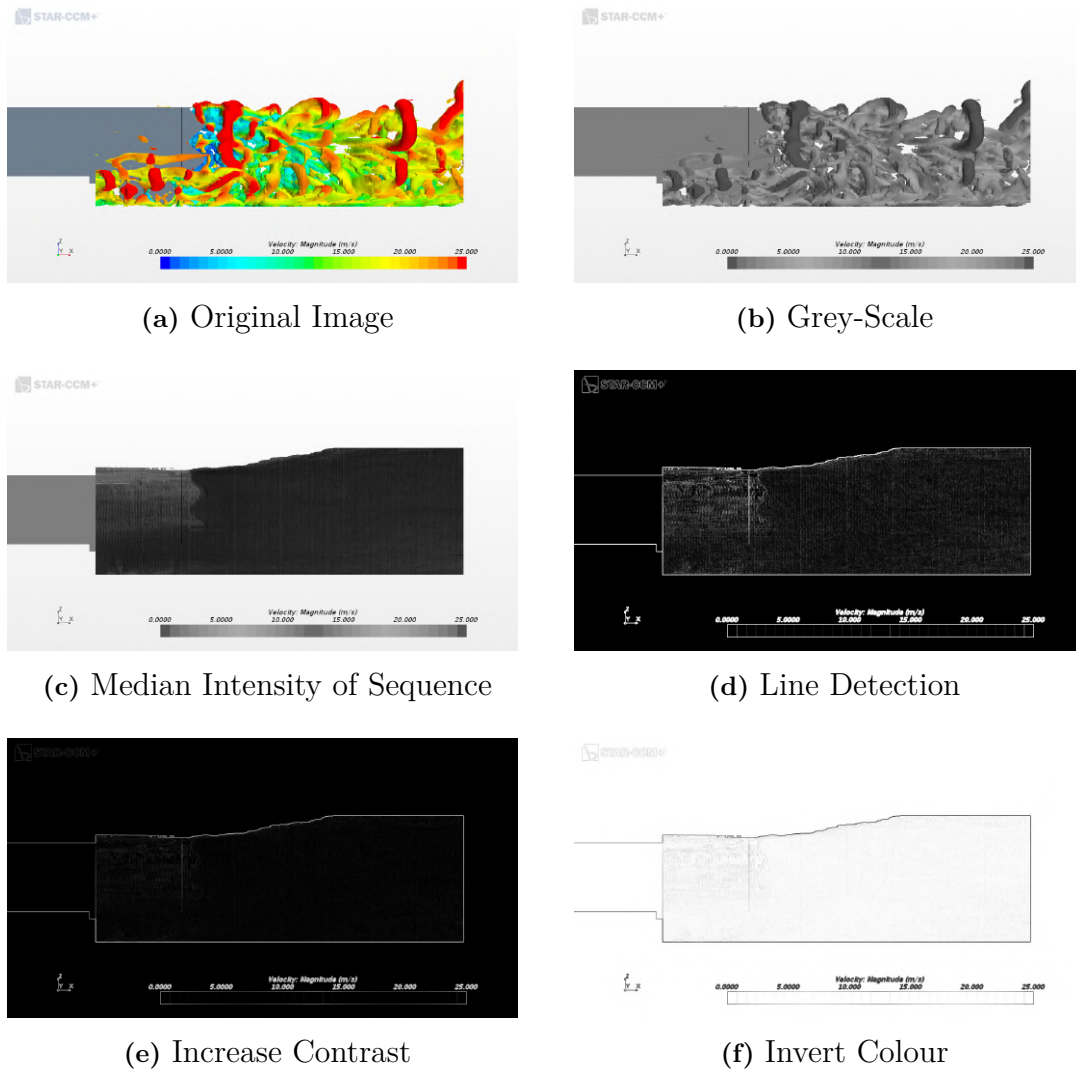 STAR-CCM+
STAR-CCM+
Z
Y X
Velocity: Magnitude (m/s)
0.0000 5.0000 10.000 15.000 20.000 25.000
Z
Y X
Velocity: Magnitude (m/s)
0.0000 5.0000 10.000 15.000 20.000 25.000
(a) Original Image
(b) Grey-Scale
STAR-CCM+
STAR-CCM+
Z
Y X
Velocity: Magnitude (m/s)
0.0000 5.0000 10.000 15.000 20.000 25.000
Z
Y X
Velocity: Magnitude (m/s)
0.0000 5.0000 10.000 15.000 20.000 25.000
(c) Median Intensity of Sequence
(d) Line Detection
STAR-CCM+
STAR-CCM+
Z
Y X
Velocity: Magnitude (m/s)
0.0000 5.0000 10.000 15.000 20.000 25.000
Z
Y X
Velocity: Magnitude (m/s)
0.0000 5.0000 10.000 15.000 20.000 25.000
(e) Increase Contrast
(f) Invert Colour